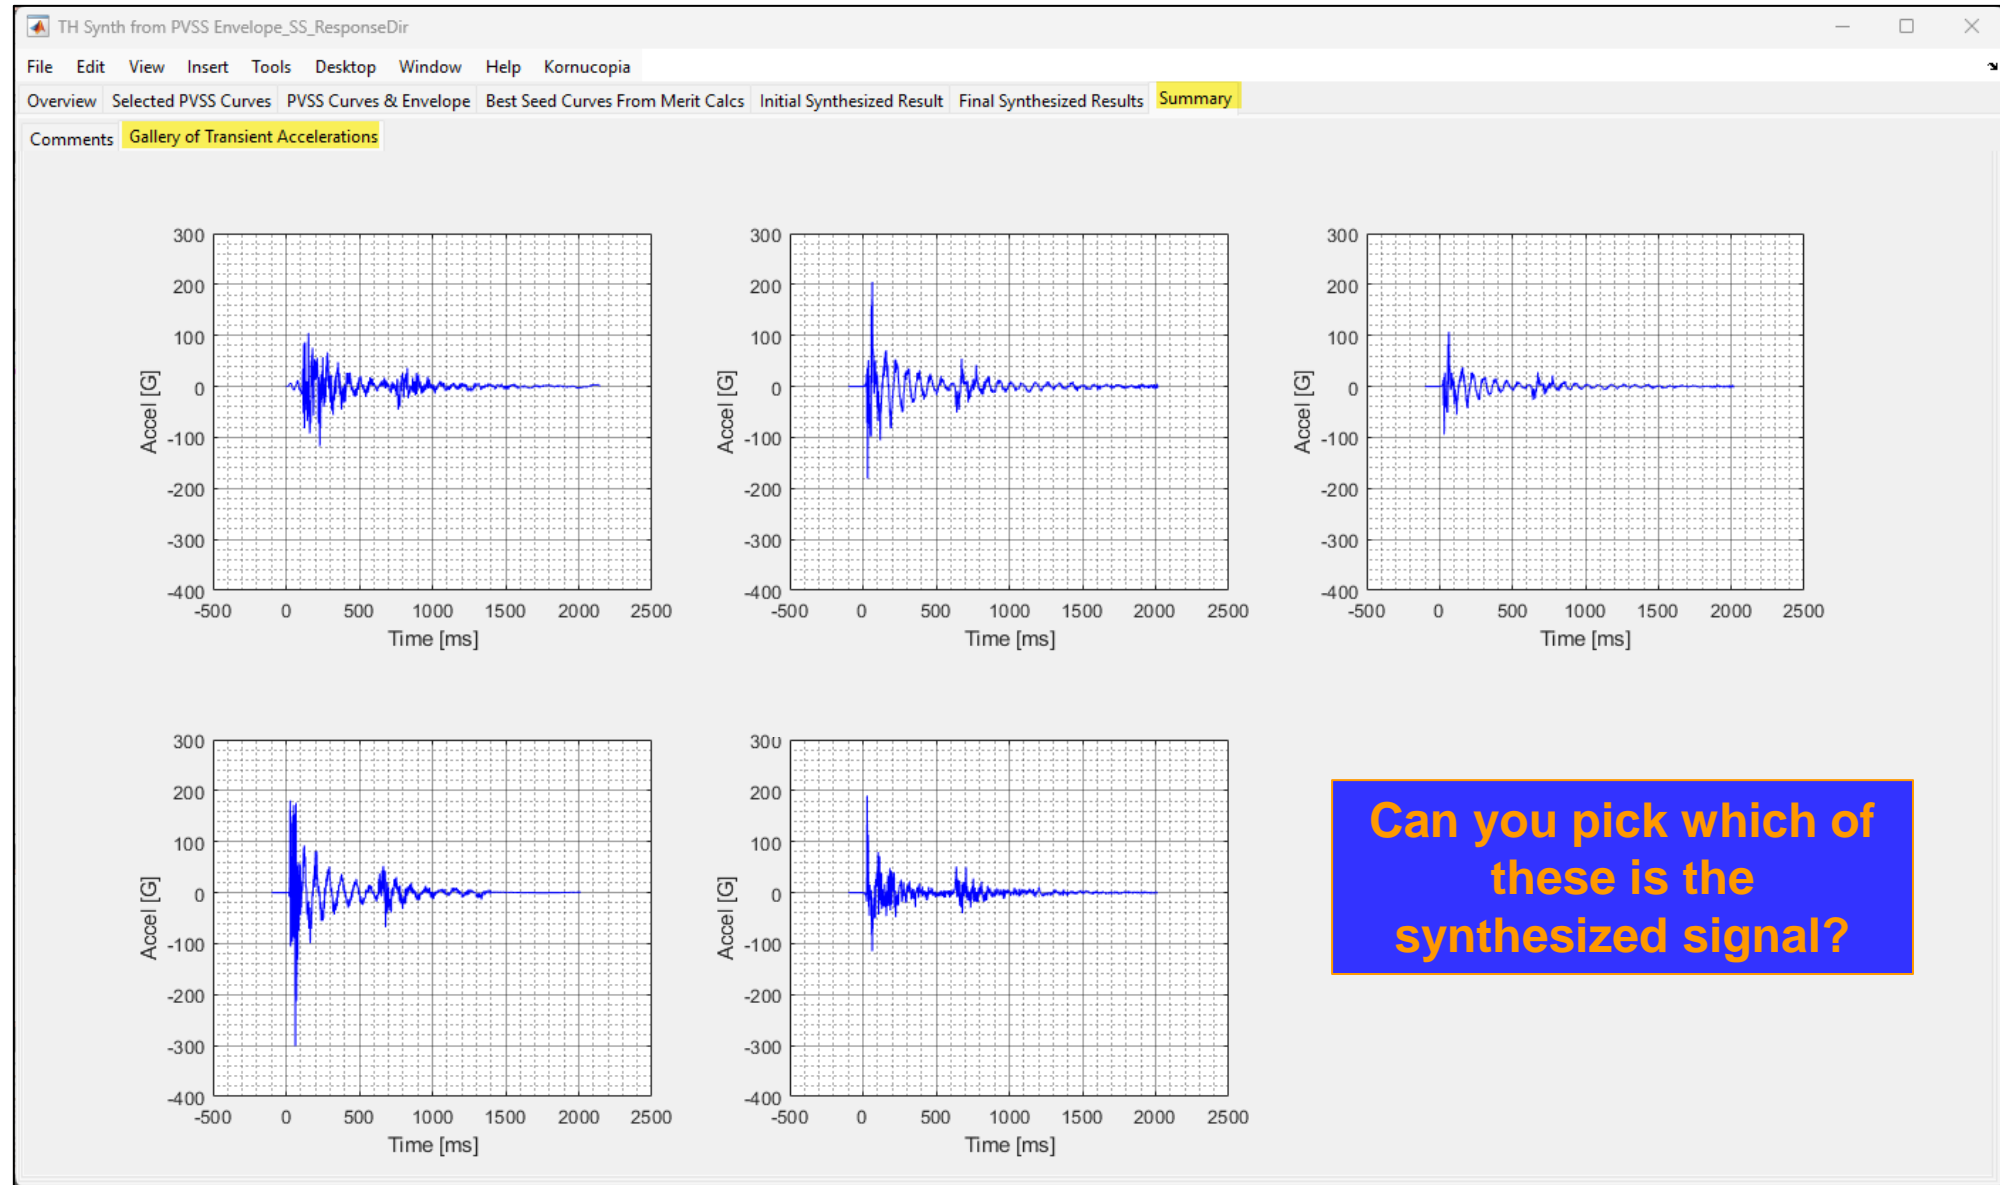 TH Synth from PVSS Envelope_SS_ResponseDir
File Edit View Insert Tools Desktop Window Help Kornucopia
Overview Selected PVSS Curves PVSS Curves & Envelope Best Seed Curves From Merit Calcs Initial Synthesized Result Final Synthesized Results Summary
Comments Gallery of Transient Accelerations
300
200
100
0
-100
-200
-300
-400
Accel [G]
-500 0 500 1000 1500 2000 2500
Time [ms]
300
200
100
0
-100
-200
-300
-400
Accel [G]
-500 0 500 1000 1500 2000 2500
Time [ms]
300
200
100
0
-100
-200
-300
-400
Accel [G]
-500 0 500 1000 1500 2000 2500
Time [ms]
300
200
100
0
-100
-200
-300
-400
Accel [G]
-500 0 500 1000 1500 2000 2500
Time [ms]
300
200
100
0
-100
-200
-300
-400
Accel [G]
-500 0 500 1000 1500 2000 2500
Time [ms]
Can you pick which of
these is the
synthesized signal?